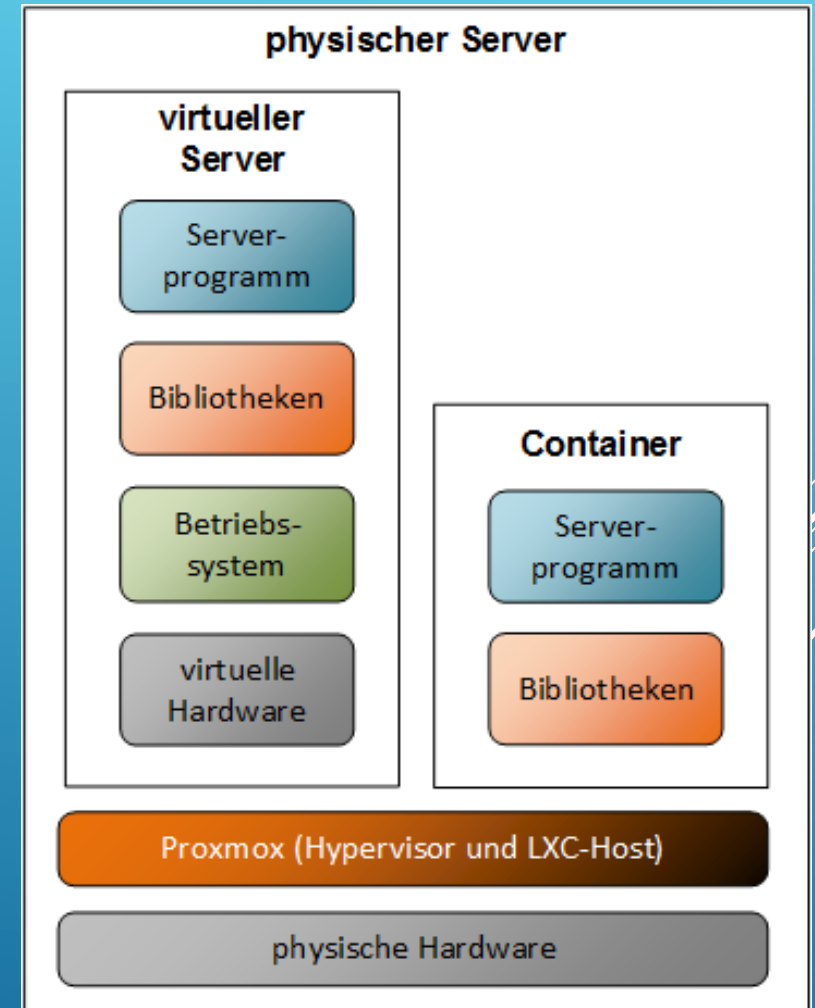 physischer Server
virtueller
Server
Server-
programm
Bibliotheken
Betriebs-
system
virtuelle
Hardware
Container
Server-
programm
Bibliotheken
Proxmox (Hypervisor und LXC-Host)
physische Hardware